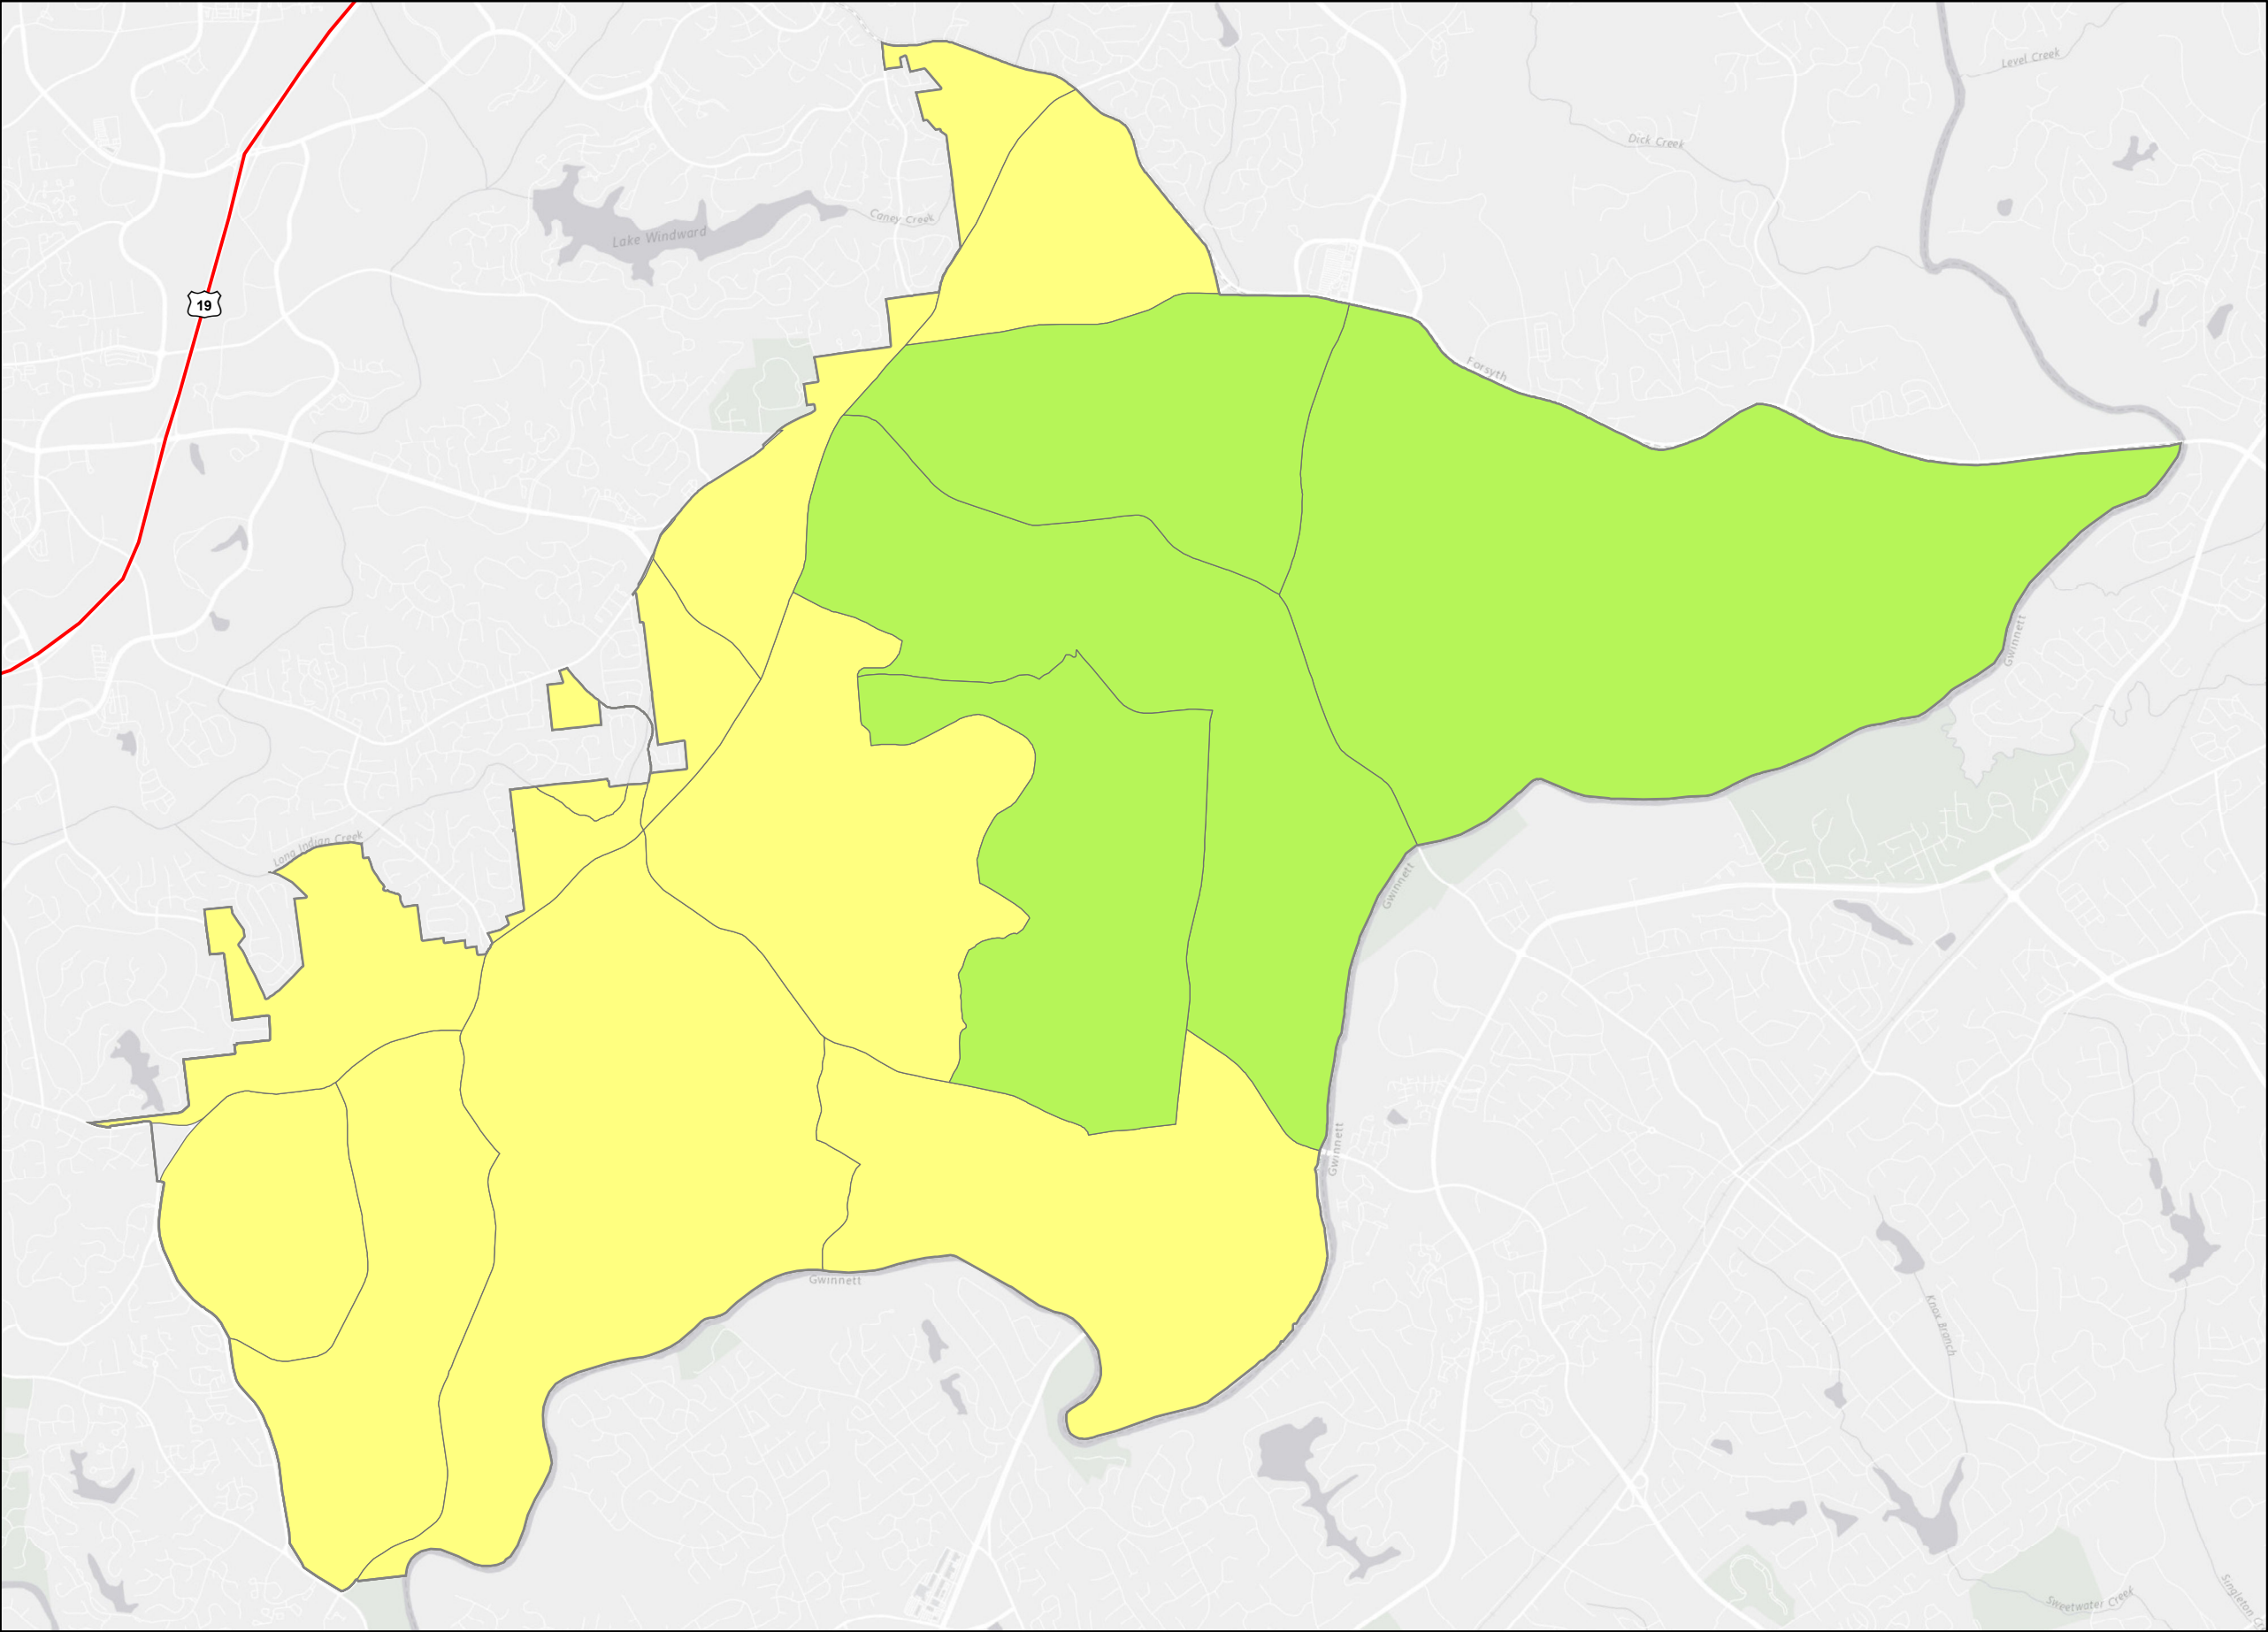 Level Creek
Dick Creek
Caney Creek
Lake Windward
19
Forsyth
Gwinnett
Long Indian Creek
Gwinnett
Gwinnett
Gwinnett
Knox Branch
Sweetwater Creek
Singleton